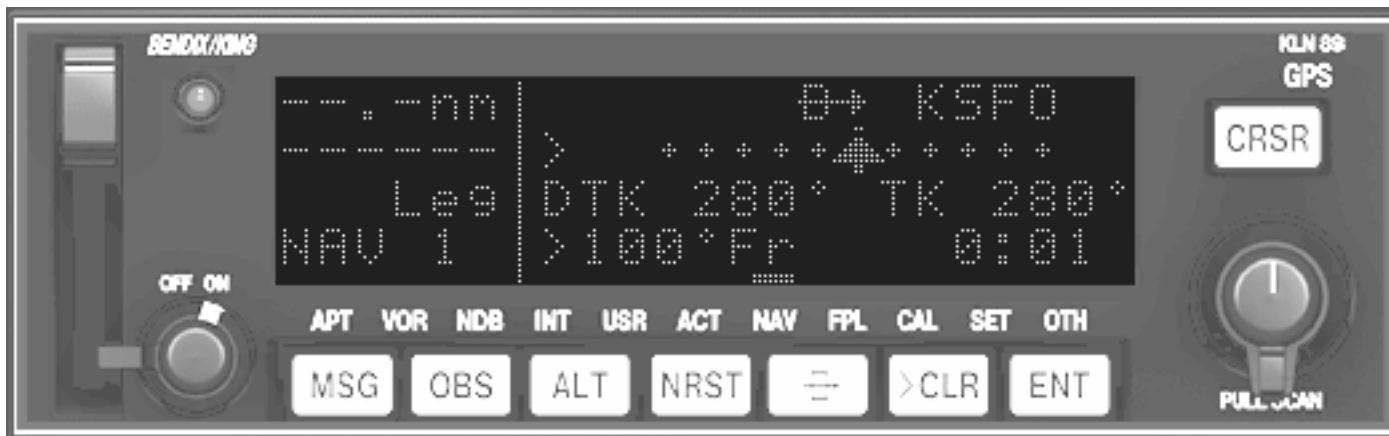 BENDIX/KING
KLN 89
GPS
--.-nm KSFO
------ >
Leg DTK 280° TK 280°
NAV 1 >100°Fr 0:01
CRSR
OFF ON
APT VOR NDB INT USR ACT NAV FPL CAL SET OTH
MSG OBS ALT NRST >CLR ENT
PULL SCAN